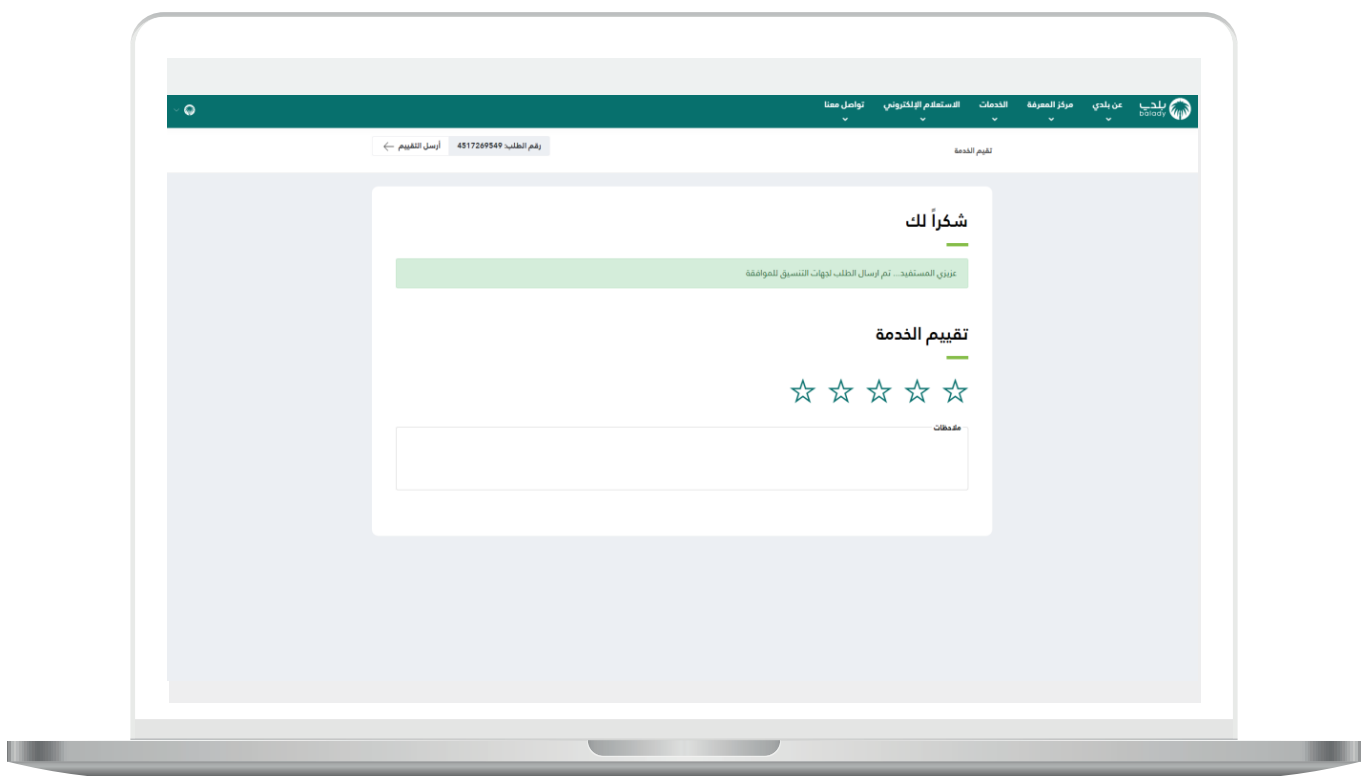 بلدي
balady
عن بلدي
مركز المعرفة
الخدمات
الاستعلام الإلكتروني
تواصل معنا
تقيم الخدمة
رقم الطلب: 4517269549
أرسل التقييم
شكراً لك
عزيزي المستفيد... تم ارسال الطلب لجهات التنسيق للموافقة
تقييم الخدمة
ملاحظات